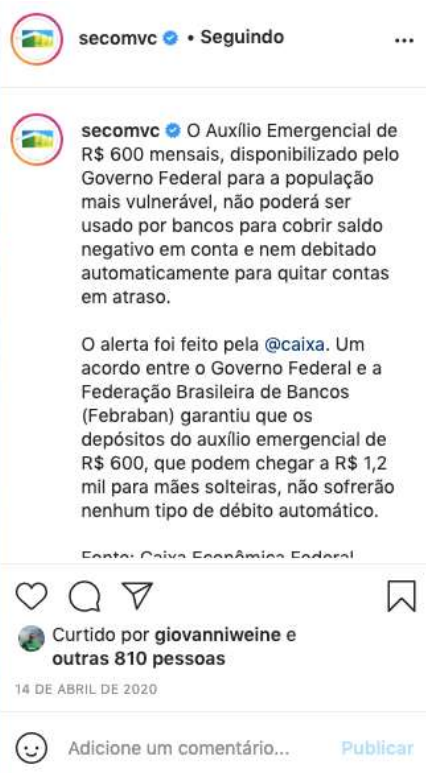 secomvc • Seguindo
secomvc O Auxílio Emergencial de
R$ 600 mensais, disponibilizado pelo
Governo Federal para a população
mais vulnerável, não poderá ser
usado por bancos para cobrir saldo
negativo em conta e nem debitado
automaticamente para quitar contas
em atraso.
O alerta foi feito pela @caixa. Um
acordo entre o Governo Federal e a
Federação Brasileira de Bancos
(Febraban) garantiu que os
depósitos do auxílio emergencial de
R$ 600, que podem chegar a R$ 1,2
mil para mães solteiras, não sofrerão
nenhum tipo de débito automático.
Fonte: Caixa Econômica Federal
Curtido por giovanniweine e
outras 810 pessoas
14 DE ABRIL DE 2020
Adicione um comentário... Publicar